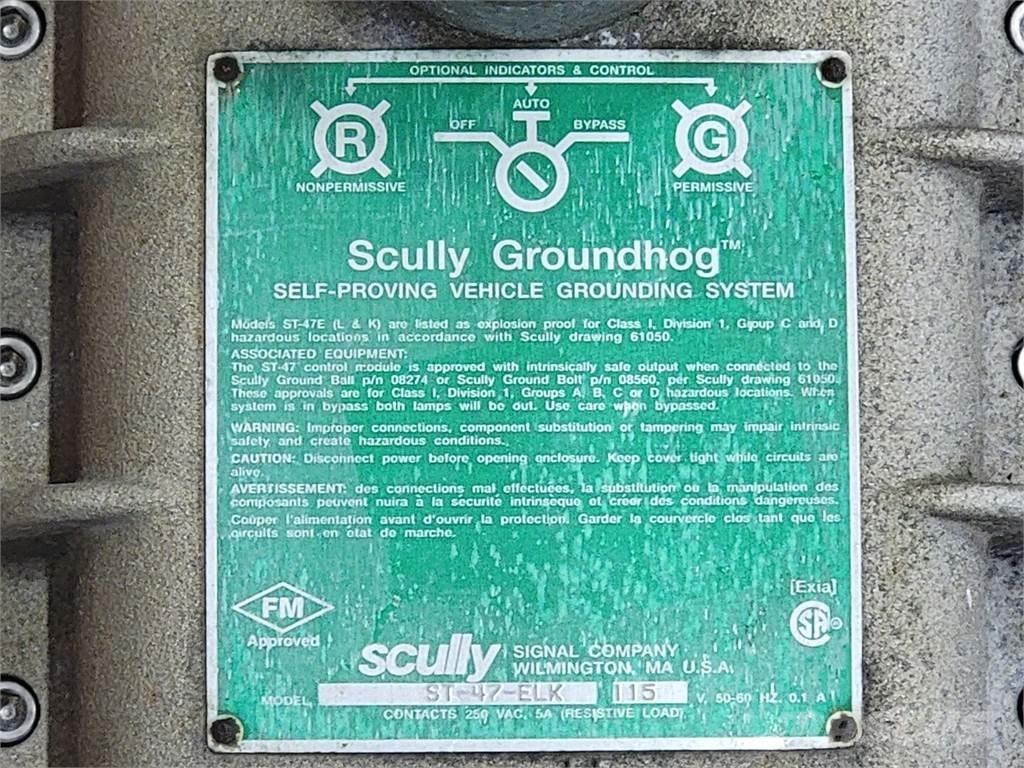 OPTIONAL INDICATORS & CONTROL
AUTO
OFF BYPASS
R G
NONPERMISSIVE PERMISSIVE
Scully Groundhog™
SELF-PROVING VEHICLE GROUNDING SYSTEM
Models ST-47E (L & K) are listed as explosion proof for Class I, Division 1, Group C and D
hazardous locations in accordance with Scully drawing 61050.
ASSOCIATED EQUIPMENT:
The ST-47 control module is approved with intrinsically safe output when connected to the
Scully Ground Ball p/n 08274 or Scully Ground Bolt p/n 08560, per Scully drawing 61050.
These approvals are for Class I, Division 1, Groups A, B, C or D hazardous locations. When
system is in bypass both lamps will be out. Use care when bypassed.
WARNING: Improper connections, component substitution or tampering may impair intrinsic
safety and create hazardous conditions.
CAUTION: Disconnect power before opening enclosure. Keep cover tight while circuits are
alive.
AVERTISSEMENT: des connections mal effectuées, la substitution ou la manipulation des
composants peuvent nuira à la securité intrinseque et créer des conditions dangereuses.
Coúper l'alimentation avant d'ouvrir la protection. Garder la courvercle clos tant que les
circuits sont en état de marche.
FM
Approved
[Exia]
SA
scully SIGNAL COMPANY
WILMINGTON, MA U.S.A.
MODEL ST-47-ELK 115 V. 50-60 HZ. 0.1 A
CONTACTS 250 VAC, 5A (RESISTIVE LOAD)